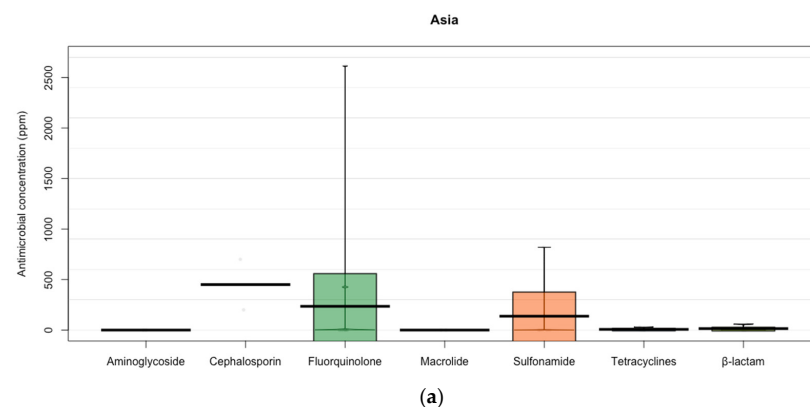 Asia
Antimicrobial concentration (ppm)
2500
2000
1500
1000
500
0
Aminoglycoside Cephalosporin Fluorquinolone Macrolide Sulfonamide Tetracyclines β-lactam
(a)